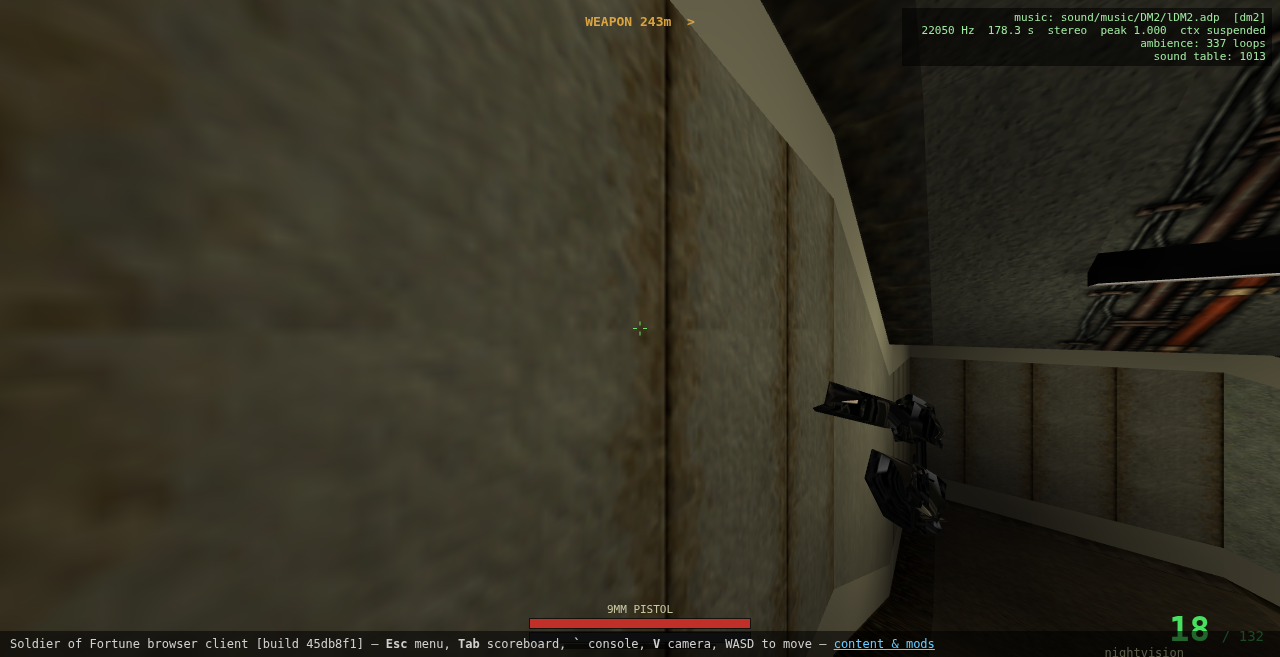 WEAPON 243m >
music: sound/music/DM2/lDM2.adp [dm2]
22050 Hz 178.3 s stereo peak 1.000 ctx suspended
ambience: 337 loops
sound table: 1013
9MM PISTOL
18 / 132
Soldier of Fortune browser client [build 45db8f1] — Esc menu, Tab scoreboard, ` console, V camera, WASD to move — content & mods
nightvision